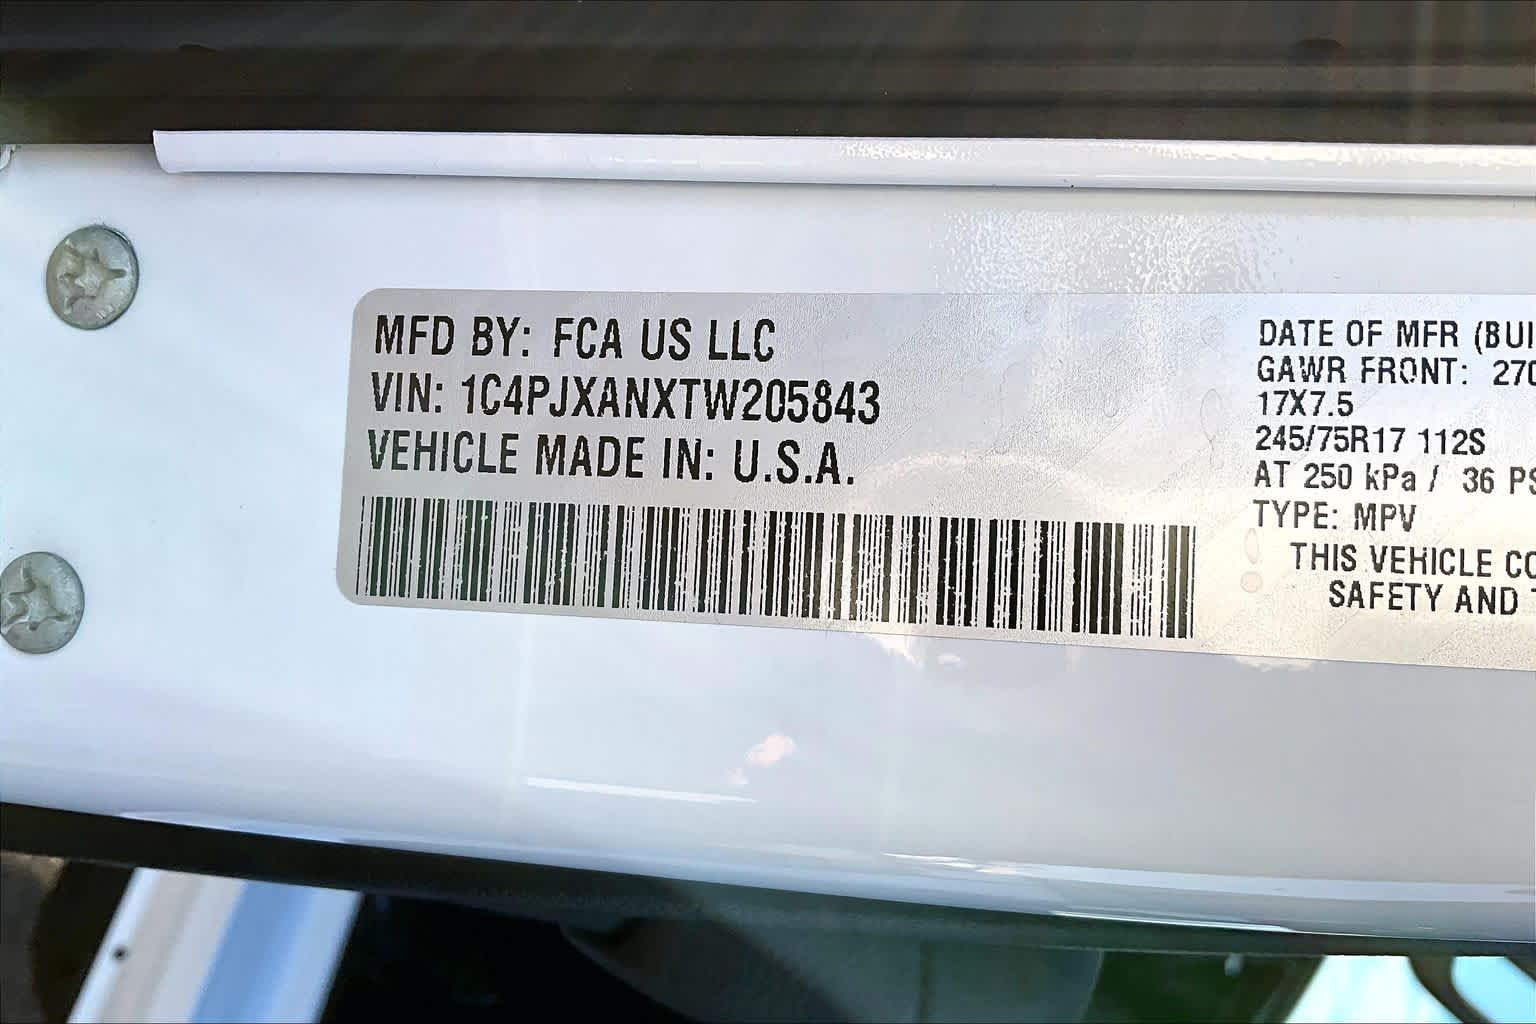 MFD BY: FCA US LLC
VIN: 1C4PJXANXTW205843
VEHICLE MADE IN: U.S.A.
DATE OF MFR (BUI
GAWR FRONT: 270
17X7.5
245/75R17 112S
AT 250 kPa / 36 PS
TYPE: MPV
THIS VEHICLE CO
SAFETY AND T